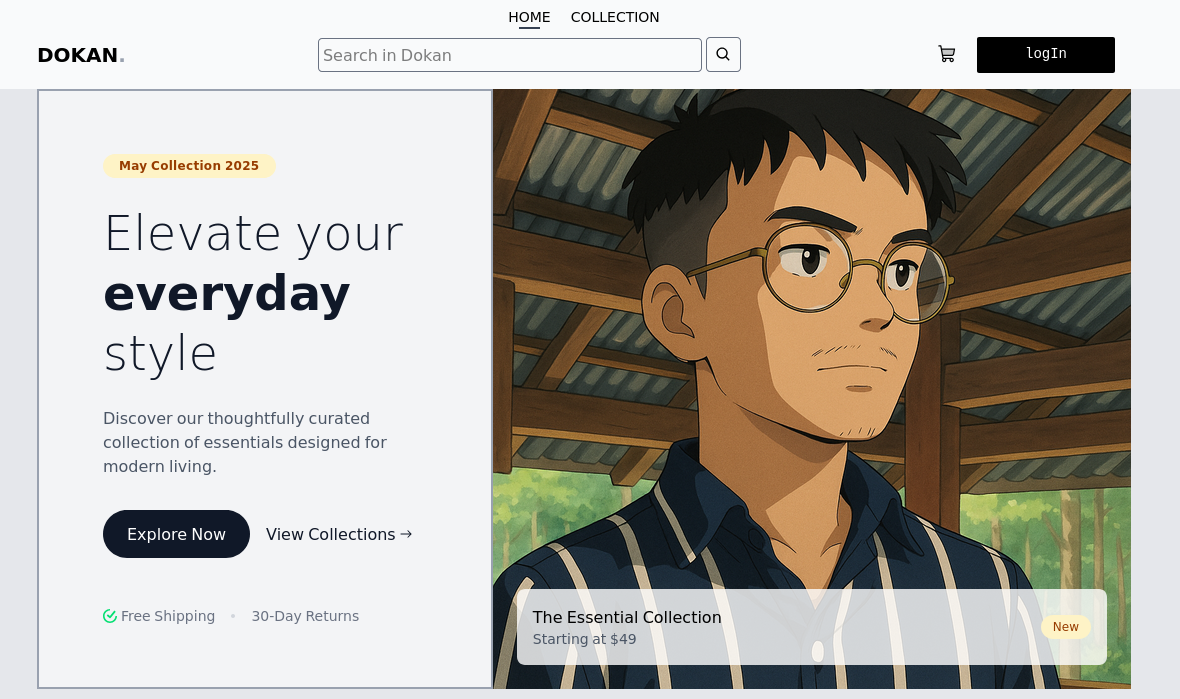 HOME COLLECTION
DOKAN.
Search in Dokan
logIn
May Collection 2025
Elevate your
everyday
style
Discover our thoughtfully curated
collection of essentials designed for
modern living.
Explore Now
View Collections →
Free Shipping • 30-Day Returns
The Essential Collection
Starting at $49
New